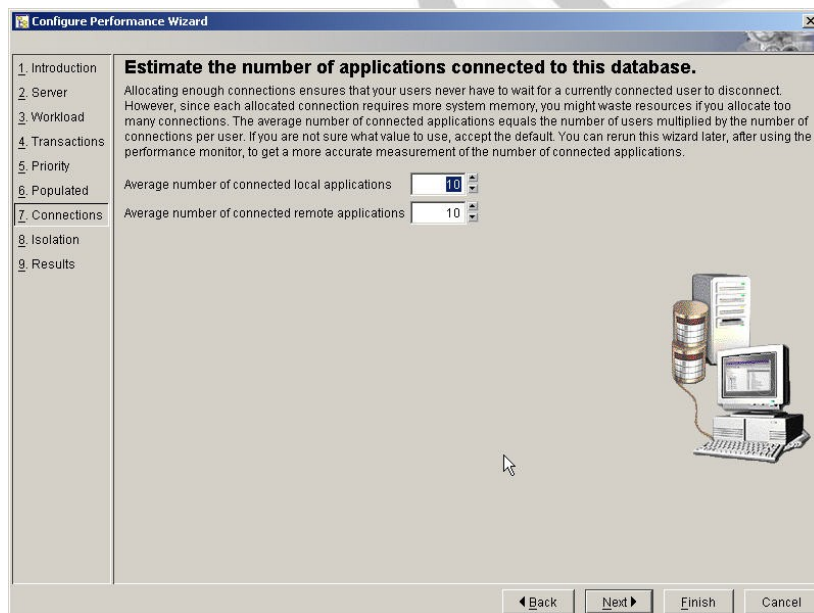 Configure Performance Wizard
1. Introduction
2. Server
3. Workload
4. Transactions
5. Priority
6. Populated
7. Connections
8. Isolation
9. Results
Estimate the number of applications connected to this database.
Allocating enough connections ensures that your users never have to wait for a currently connected user to disconnect.
However, since each allocated connection requires more system memory, you might waste resources if you allocate too
many connections. The average number of connected applications equals the number of users multiplied by the number of
connections per user. If you are not sure what value to use, accept the default. You can rerun this wizard later, after using the
performance monitor, to get a more accurate measurement of the number of connected applications.
Average number of connected local applications 10
Average number of connected remote applications 10
Back Next Finish Cancel